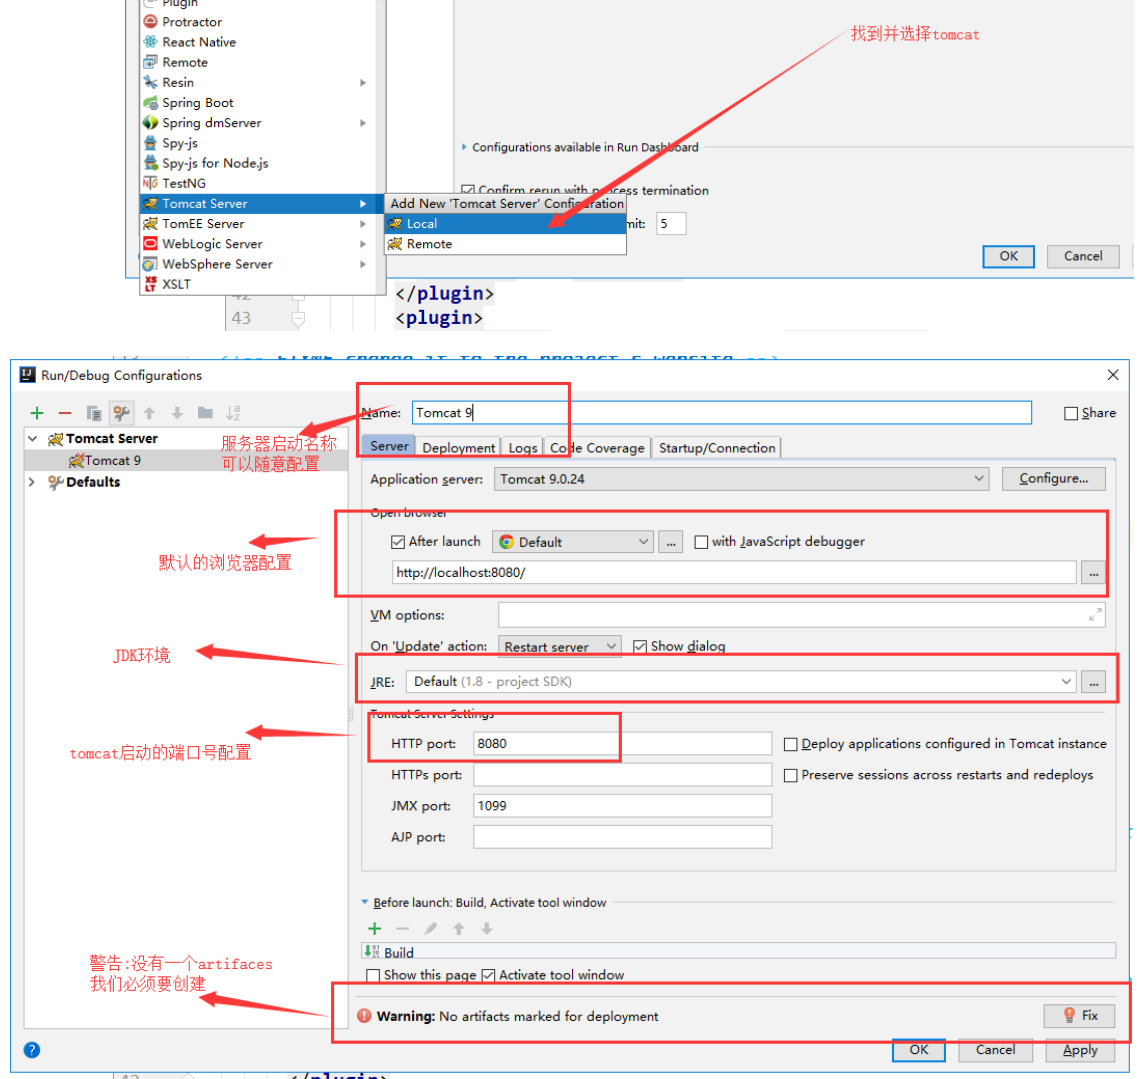 Plugin
Protractor
React Native
Remote
Resin
Spring Boot
Spring dmServer
Spy-js
Spy-js for Node.js
TestNG
Tomcat Server
TomEE Server
WebLogic Server
WebSphere Server
XSLT
找到并选择tomcat
Configurations available in Run Dashboard
Confirm rerun with process termination
Add New 'Tomcat Server' Configuration
Local
Remote
mit: 5
OK
Cancel
</plugin>
43 <plugin>
Run/Debug Configurations
Tomcat Server
Tomcat 9
Defaults
服务器启动名称
可以随意配置
Name: Tomcat 9
Share
Server
Deployment
Logs
Code Coverage
Startup/Connection
Application server: Tomcat 9.0.24
Configure...
Open browser
After launch
Default
...
with JavaScript debugger
默认的浏览器配置
http://localhost:8080/
...
VM options:
On 'Update' action: Restart server
Show dialog
JDK环境
JRE: Default (1.8 - project SDK)
...
Tomcat Server Settings
HTTP port: 8080
Deploy applications configured in Tomcat instance
tomcat启动的端口号配置
HTTPs port:
Preserve sessions across restarts and redeploys
JMX port: 1099
AJP port:
Before launch: Build, Activate tool window
Build
Show this page
Activate tool window
警告:没有一个artifaces
我们必须要创建
Warning: No artifacts marked for deployment
Fix
?
OK
Cancel
Apply